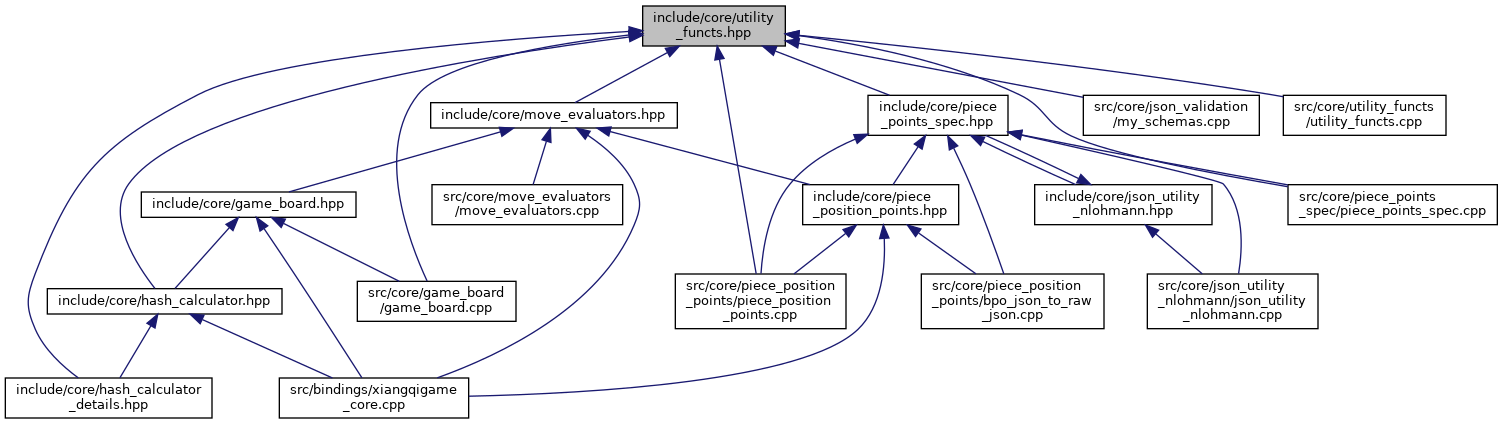 include/core/utility
_functs.hpp
include/core/move_evaluators.hpp
include/core/piece
_points_spec.hpp
src/core/json_validation
/my_schemas.cpp
src/core/utility_functs
/utility_functs.cpp
include/core/game_board.hpp
src/core/move_evaluators
/move_evaluators.cpp
include/core/piece
_position_points.hpp
include/core/json_utility
_nlohmann.hpp
src/core/piece_points
_spec/piece_points_spec.cpp
include/core/hash_calculator.hpp
src/core/game_board
/game_board.cpp
src/core/piece_position
_points/piece_position
_points.cpp
src/core/piece_position
_points/bpo_json_to_raw
_json.cpp
src/core/json_utility
_nlohmann/json_utility
_nlohmann.cpp
include/core/hash_calculator
_details.hpp
src/bindings/xiangqigame
_core.cpp